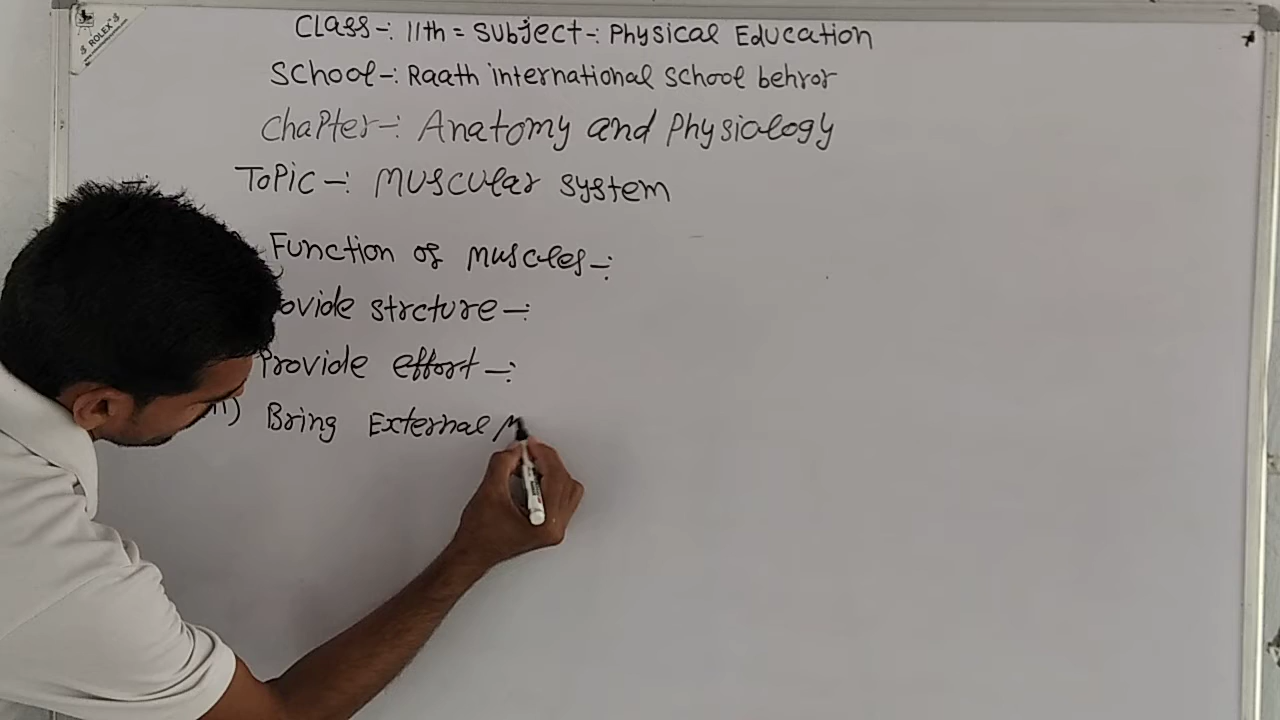 ROLEX'S
Class-: 11th = Subject-: Physical Education
School-: Raath international school behror
Chapter-: Anatomy and Physiology
Topic-: Muscular system
Function of Muscles-:
strcture-:
Provide effort-:
Bring External